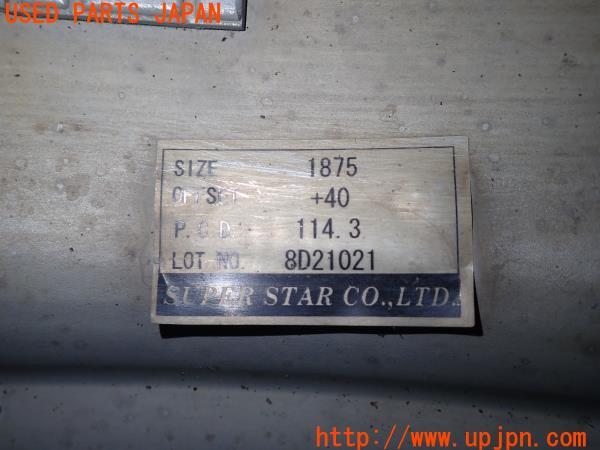 USED PARTS JAPAN
SIZE 1875
OFFSET +40
P.C.D. 114.3
LOT NO. 8D21021
SUPER STAR CO.,LTD.
http://www.upjpn.com